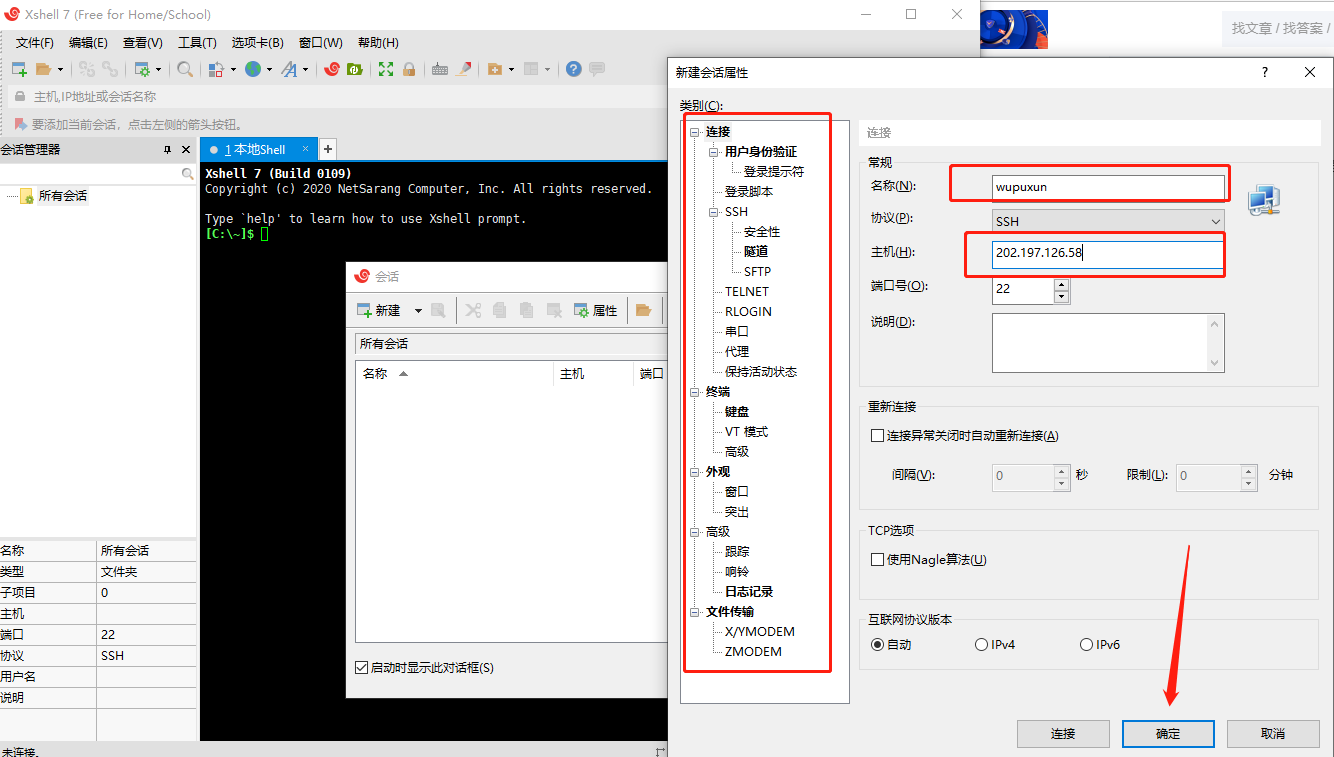 Xshell 7 (Free for Home/School)
文件(F) 编辑(E) 查看(V) 工具(T) 选项卡(B) 窗口(W) 帮助(H)
主机,IP地址或会话名称
要添加当前会话，点击左侧的箭头按钮。
会话管理器
所有会话
名称 所有会话
类型 文件夹
子项目 0
主机
端口 22
协议 SSH
用户名
说明
未连接。
1 本地Shell
Xshell 7 (Build 0109)
Copyright (c) 2020 NetSarang Computer, Inc. All rights reserved.
Type `help' to learn how to use Xshell prompt.
[C:\~]$
会话
新建 属性
所有会话
名称 主机 端口
启动时显示此对话框(S)
找文章 / 找答案 /
新建会话属性
类别(C):
连接
用户身份验证
登录提示符
登录脚本
SSH
安全性
隧道
SFTP
TELNET
RLOGIN
串口
代理
保持活动状态
终端
键盘
VT 模式
高级
外观
窗口
突出
高级
跟踪
响铃
日志记录
文件传输
X/YMODEM
ZMODEM
连接
常规
名称(N): wupuxun
协议(P): SSH
主机(H): 202.197.126.58
端口号(O): 22
说明(D):
重新连接
连接异常关闭时自动重新连接(A)
间隔(V): 0 秒 限制(L): 0 分钟
TCP选项
使用Nagle算法(U)
互联网协议版本
自动 IPv4 IPv6
连接 确定 取消